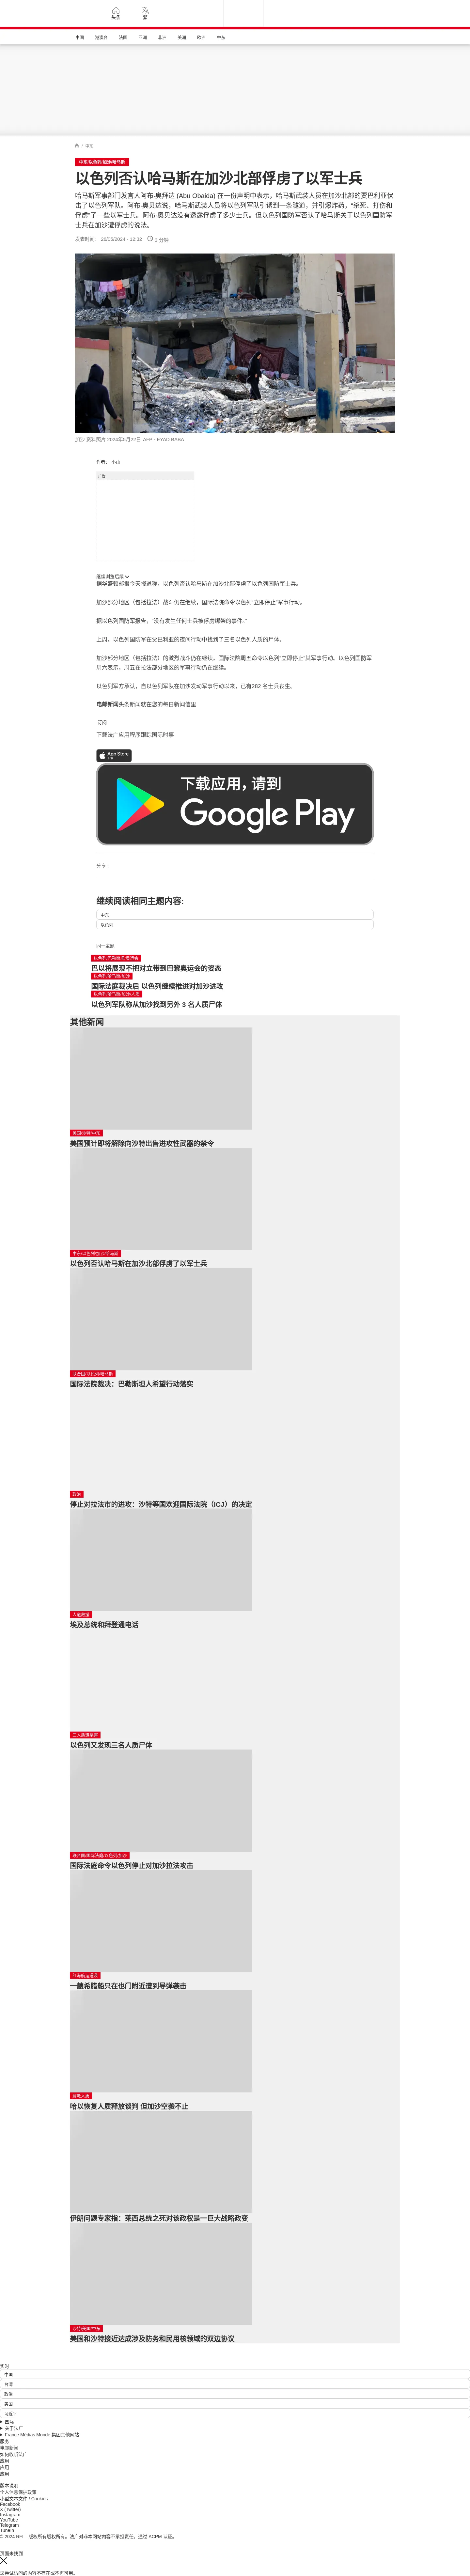 头条
繁
中国
港澳台
法国
亚洲
非洲
美洲
欧洲
中东
中东/以色列/加沙/哈马斯
以色列否认哈马斯在加沙北部俘虏了以军士兵
哈马斯军事部门发言人阿布·奥拜达 (Abu Obaida) 在一份声明中表示，哈马斯武装人员在加沙北部的贾巴利亚伏
击了以色列军队。阿布·奥贝达说，哈马斯武装人员将以色列军队引诱到一条隧道，并引爆炸药，“杀死、打伤和
俘虏”了一些以军士兵。阿布·奥贝达没有透露俘虏了多少士兵。但以色列国防军否认了哈马斯关于以色列国防军
士兵在加沙遭俘虏的说法。
发表时间： 26/05/2024 - 12:32
2 分钟
加沙 资料图片 2024年5月22日 AFP - EYAD BABA
作者： 小山
广告
继续浏览后续
据华盛顿邮报今天报道称，以色列否认哈马斯在加沙北部俘虏了以色列国防军士兵。
加沙部分地区（包括拉法）战斗仍在继续，国际法院命令以色列“立即停止”军事行动。
据以色列国防军报告，“没有发生任何士兵被俘虏绑架的事件。”
上周，以色列国防军在贾巴利亚的夜间行动中找到了三名以色列人质的尸体。
加沙部分地区（包括拉法）的激烈战斗仍在继续。国际法院周五命令以色列“立即停止”其军事行动。以色列国防军
周六表示，周五在拉法部分地区的军事行动仍在继续。
以色列军方承认，自以色列军队在加沙发动军事行动以来，已有282 名士兵丧生。
电邮新闻头条新闻就在您的每日新闻信里
订阅
下载法广应用程序跟踪国际时事
App Store
下载
下载应用，请到
Google Play
分享 :
继续阅读相同主题内容:
中东
以色列
同一主题
以色列/巴勒斯坦/奥运会
巴以将展现不把对立带到巴黎奥运会的姿态
以色列/哈马斯/加沙
国际法庭裁决后 以色列继续推进对加沙进攻
以色列/哈马斯/加沙/人质
以色列军队称从加沙找到另外 3 名人质尸体
其他新闻
美国/沙特/中东
美国预计即将解除向沙特出售进攻性武器的禁令
中东/以色列/加沙/哈马斯
以色列否认哈马斯在加沙北部俘虏了以军士兵
联合国/以色列/哈马斯
国际法院裁决：巴勒斯坦人希望行动落实
政治
停止对拉法市的进攻：沙特等国欢迎国际法院（ICJ）的决定
人道救援
埃及总统和拜登通电话
三人质遭杀害
以色列又发现三名人质尸体
联合国/国际法庭/以色列/加沙
国际法庭命令以色列停止对加沙拉法攻击
红海航运遇袭
一艘希腊船只在也门附近遭到导弹袭击
解救人质
哈以恢复人质释放谈判 但加沙空袭不止
伊朗问题专家指：莱西总统之死对该政权是一巨大战略政变
沙特/美国/中东
美国和沙特接近达成涉及防务和民用核领域的双边协议
实时
中国
台湾
政治
美国
习近平
国际
关于法广
France Médias Monde 集团其他网站
服务
电邮新闻
如何收听法广
应用
应用
应用
版本说明
个人信息保护政策
小型文本文件 / Cookies
Facebook
X (Twitter)
Instagram
YouTube
Telegram
TuneIn
© 2024 RFI – 版权所有版权所有。法广对非本网站内容不承担责任。通过 ACPM 认证。
页面未找到
您尝试访问的内容不存在或不再可用。